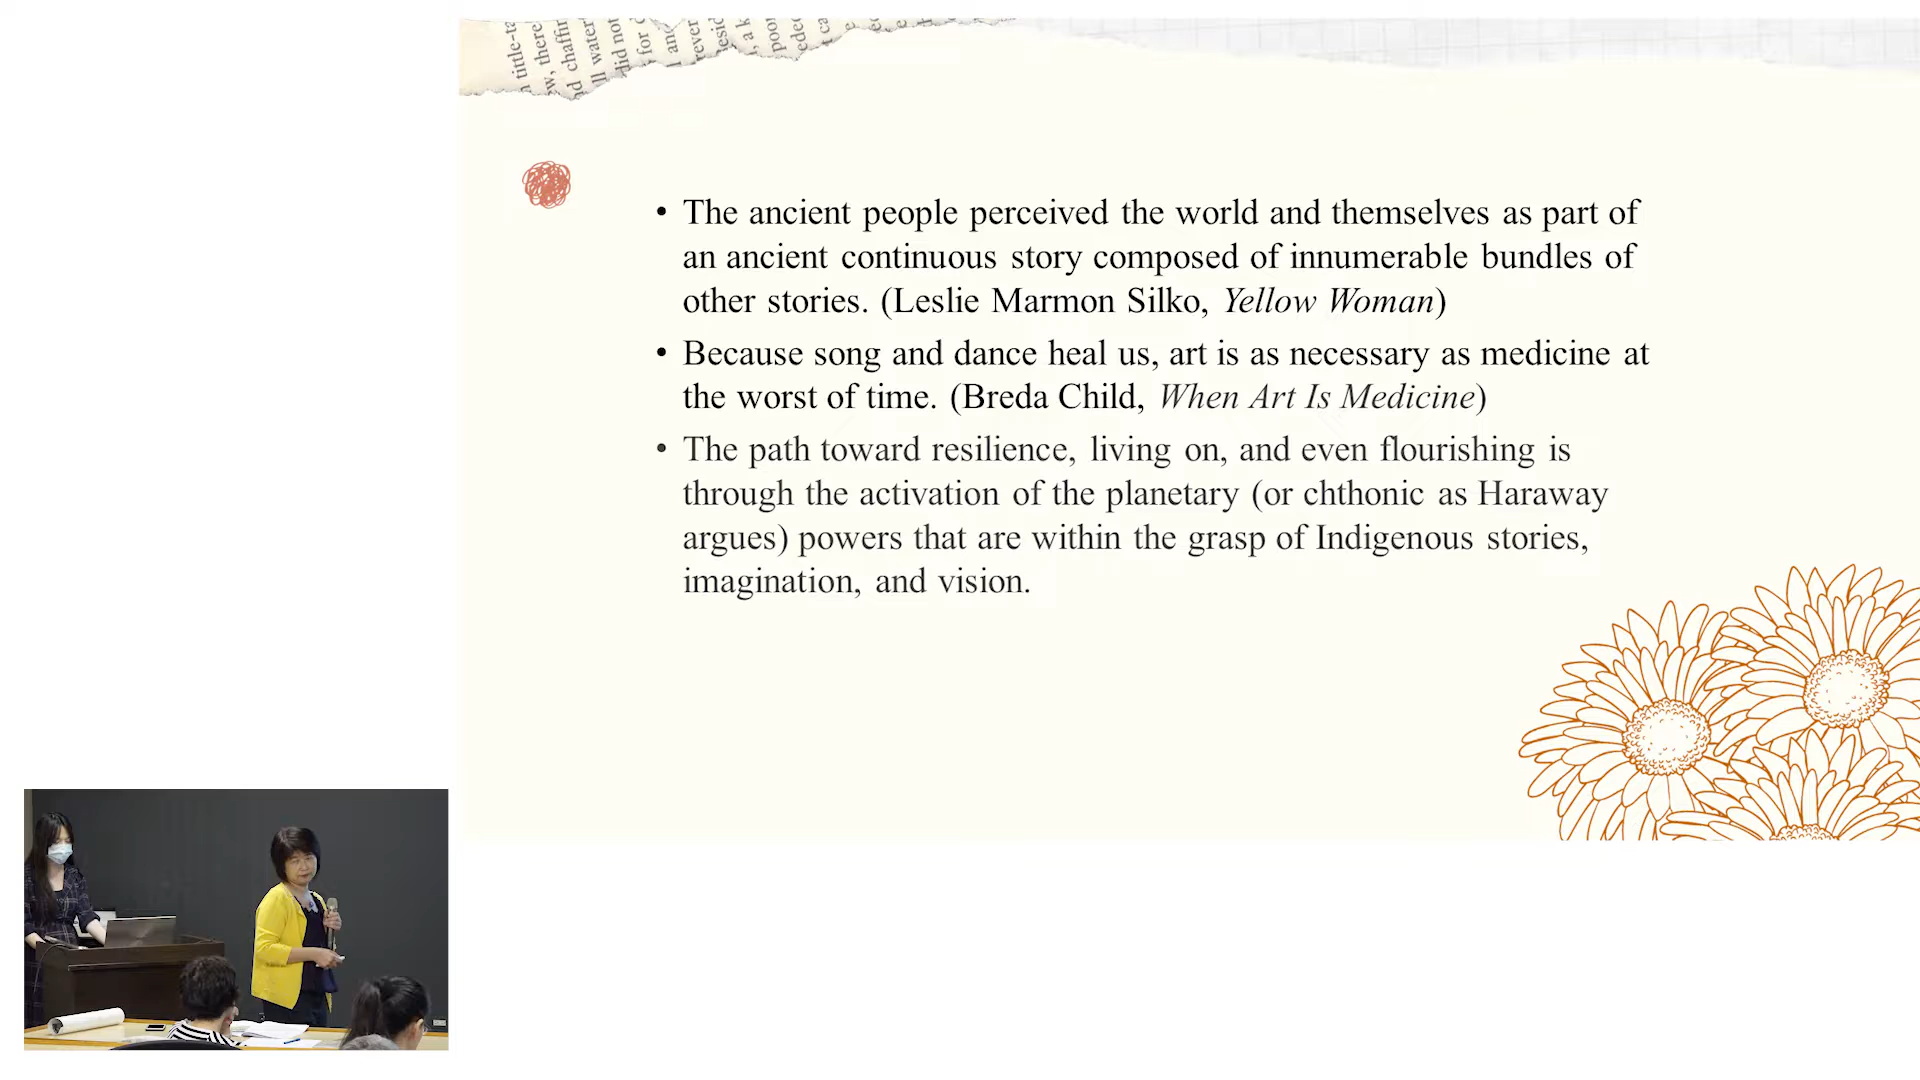 • The ancient people perceived the world and themselves as part of
an ancient continuous story composed of innumerable bundles of
other stories. (Leslie Marmon Silko, Yellow Woman)
• Because song and dance heal us, art is as necessary as medicine at
the worst of time. (Breda Child, When Art Is Medicine)
• The path toward resilience, living on, and even flourishing is
through the activation of the planetary (or chthonic as Haraway
argues) powers that are within the grasp of Indigenous stories,
imagination, and vision.